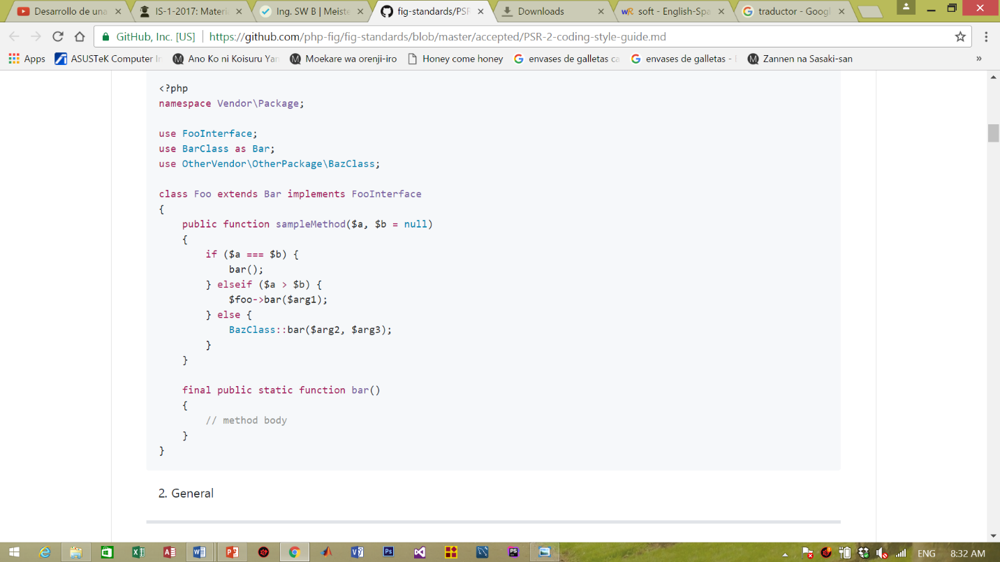 Desarrollo de una
IS-1-2017: Materi
Ing. SW B | Meiste
fig-standards/PSR
Downloads
soft - English-Spa
traductor - Googl
GitHub, Inc. [US] | https://github.com/php-fig/fig-standards/blob/master/accepted/PSR-2-coding-style-guide.md
Apps
ASUSTeK Computer In
Ano Ko ni Koisuru Yan
Moekare wa orenji-iro
Honey come honey
envases de galletas ca
envases de galletas -
Zannen na Sasaki-san
»
<?php
namespace Vendor\Package;
use FooInterface;
use BarClass as Bar;
use OtherVendor\OtherPackage\BazClass;
class Foo extends Bar implements FooInterface
{
    public function sampleMethod($a, $b = null)
    {
        if ($a === $b) {
            bar();
        } elseif ($a > $b) {
            $foo->bar($arg1);
        } else {
            BazClass::bar($arg2, $arg3);
        }
    }
    final public static function bar()
    {
        // method body
    }
}
2. General
ENG
8:32 AM